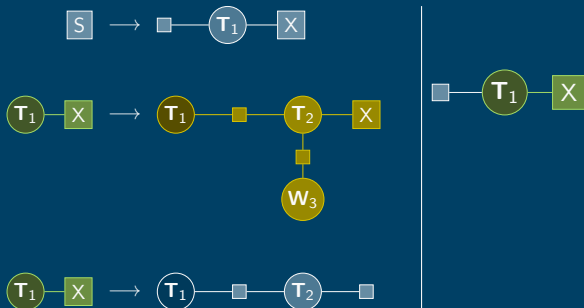 S → T₁ X
T₁ X → T₁ T₂ X
W₃
T₁ X → T₁ T₂
T₁ X